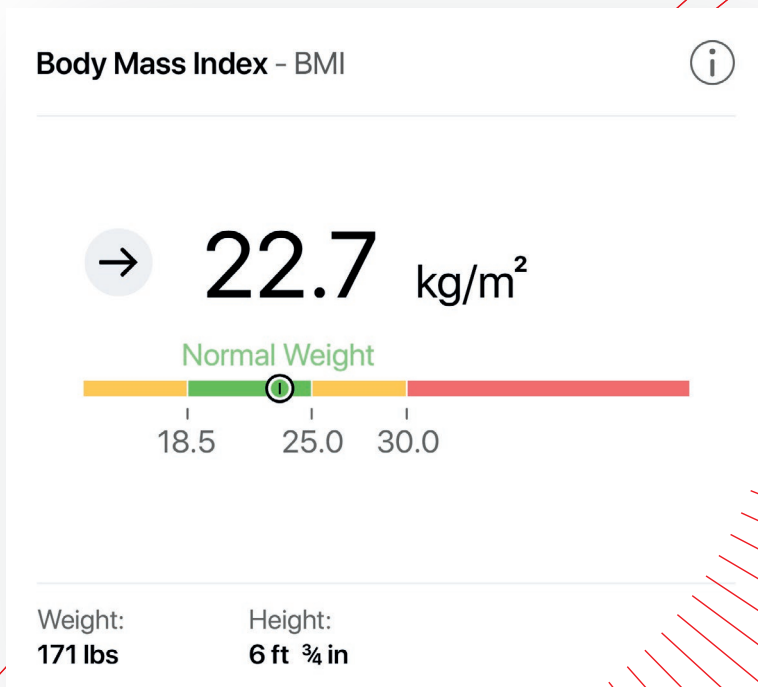 Body Mass Index - BMI
22.7 kg/m²
Normal Weight
18.5 25.0 30.0
Weight: Height:
171 lbs 6 ft ¾ in